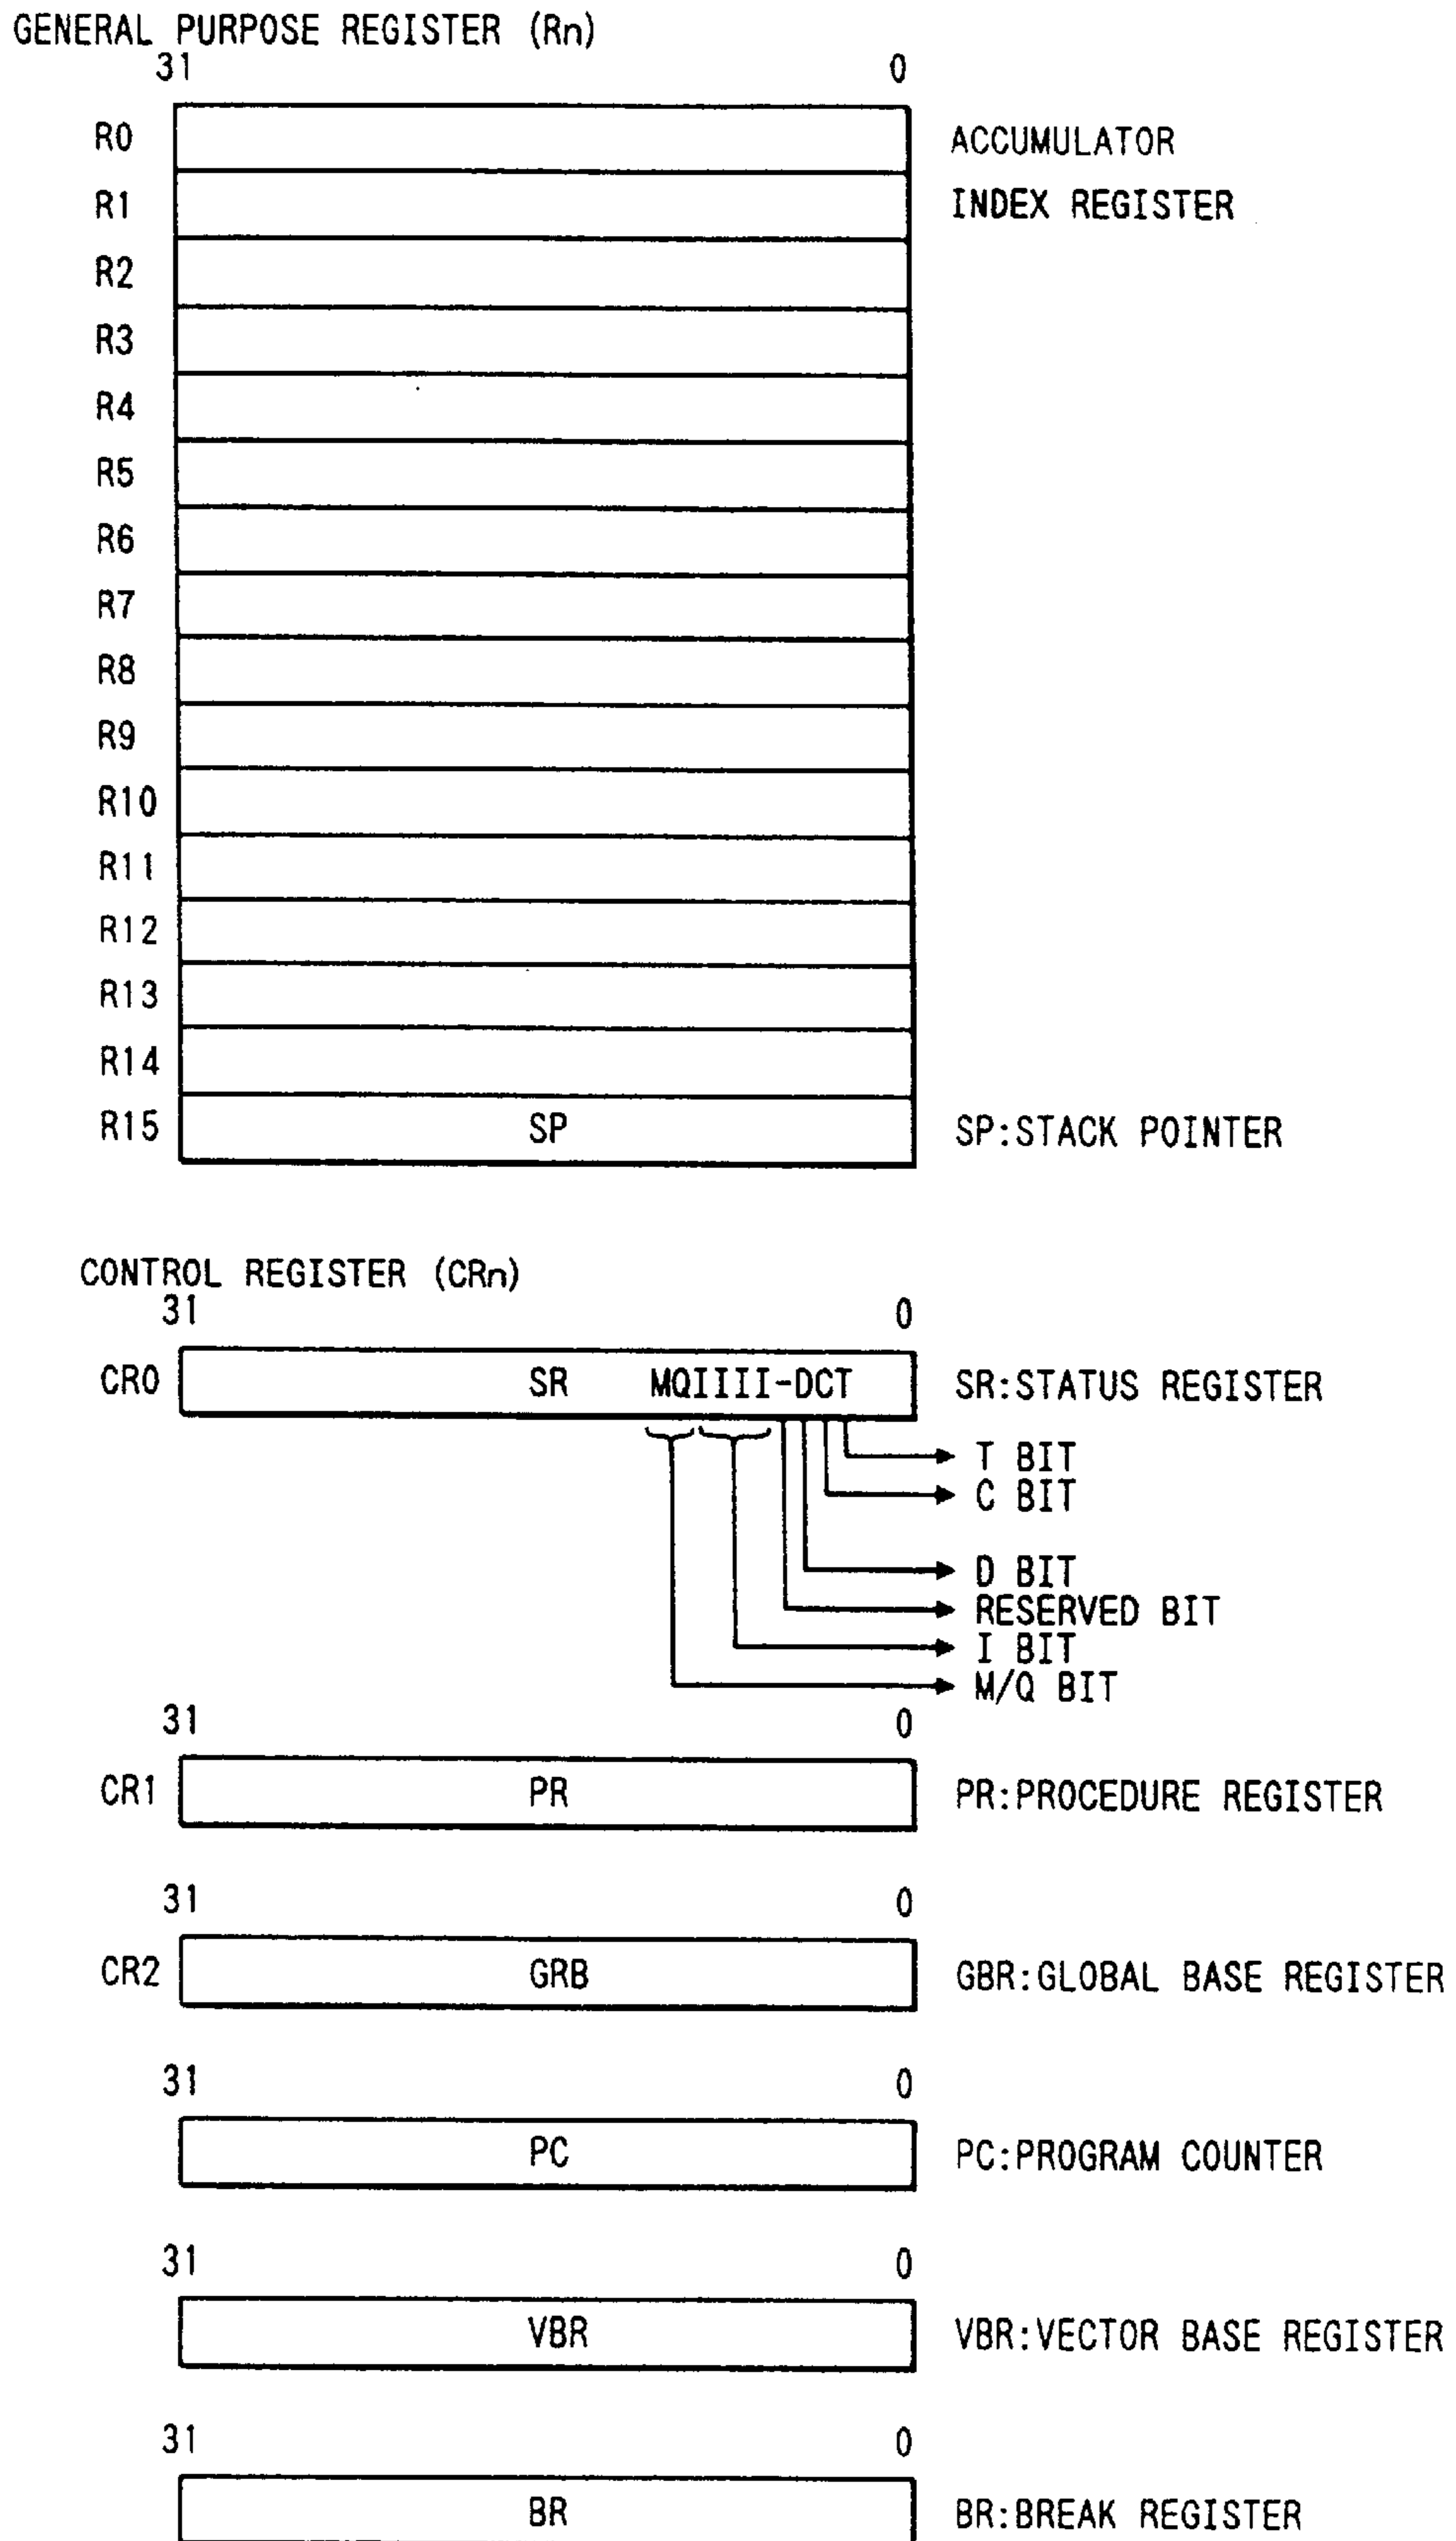 GENERAL PURPOSE REGISTER (Rn)
31 0
R0 ACCUMULATOR
R1 INDEX REGISTER
R2
R3
R4
R5
R6
R7
R8
R9
R10
R11
R12
R13
R14
R15 SP SP:STACK POINTER
CONTROL REGISTER (CRn)
31 0
CR0 SR MQIIII-DCT SR:STATUS REGISTER
T BIT
C BIT
D BIT
RESERVED BIT
I BIT
M/Q BIT
31 0
CR1 PR PR:PROCEDURE REGISTER
31 0
CR2 GRB GBR:GLOBAL BASE REGISTER
31 0
PC PC:PROGRAM COUNTER
31 0
VBR VBR:VECTOR BASE REGISTER
31 0
BR BR:BREAK REGISTER